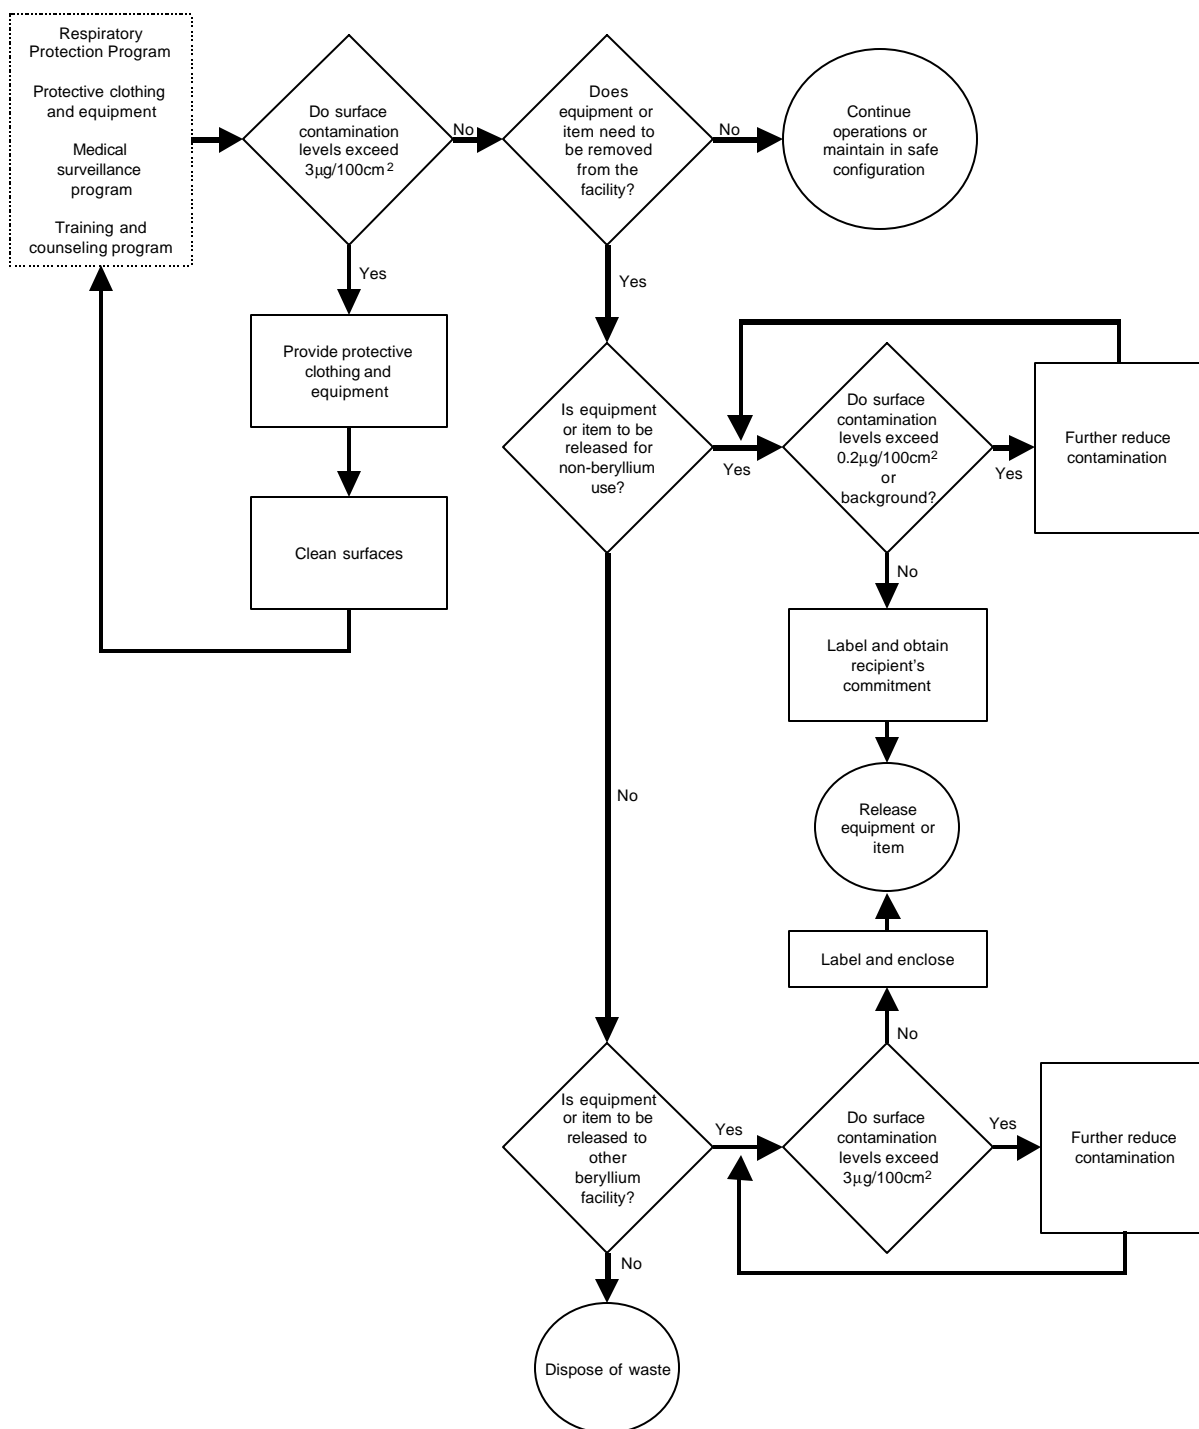 Respiratory
Protection Program
Protective clothing
and equipment
Medical
surveillance
program
Training and
counseling program
Do surface
contamination
levels exceed
3µg/100cm²
No
Yes
Provide protective
clothing and
equipment
Clean surfaces
Does
equipment or
item need to
be removed
from the
facility?
No
Continue
operations or
maintain in safe
configuration
Yes
Is equipment
or item to be
released for
non-beryllium
use?
Yes
Do surface
contamination
levels exceed
0.2µg/100cm²
or
background?
Yes
Further reduce
contamination
No
Label and obtain
recipient's
commitment
Release
equipment or
item
Label and enclose
No
No
Is equipment
or item to be
released to
other
beryllium
facility?
Yes
Do surface
contamination
levels exceed
3µg/100cm²
Yes
Further reduce
contamination
No
Dispose of waste